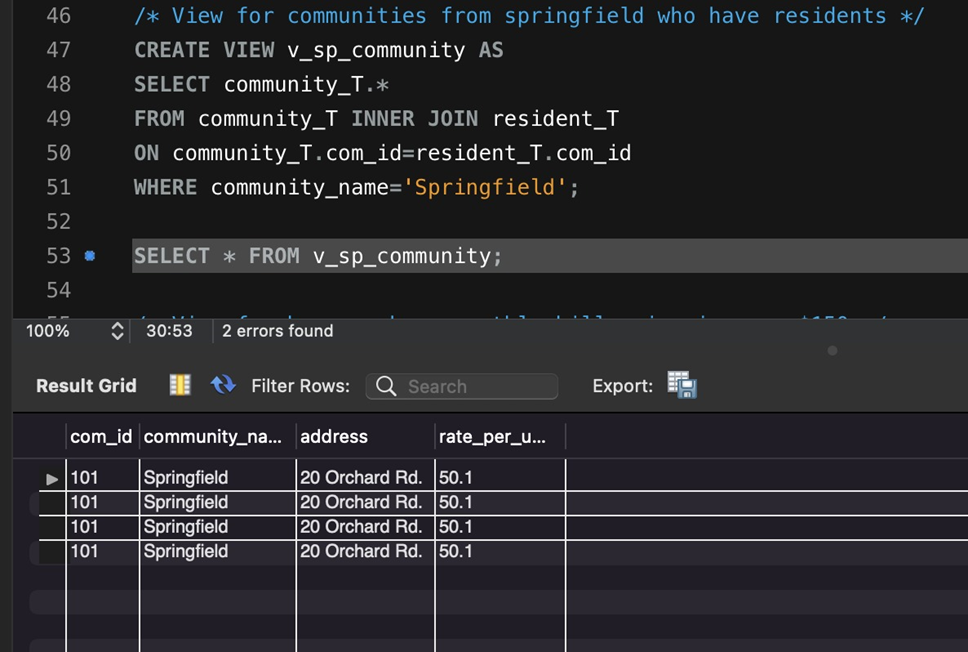 46 /* View for communities from springfield who have residents */
47 CREATE VIEW v_sp_community AS
48 SELECT community_T.*
49 FROM community_T INNER JOIN resident_T
50 ON community_T.com_id=resident_T.com_id
51 WHERE community_name='Springfield';
52
53 SELECT * FROM v_sp_community;
54
100% 30:53 2 errors found
Result Grid Filter Rows: Search Export:
com_id community_na... address rate_per_u...
101 Springfield 20 Orchard Rd. 50.1
101 Springfield 20 Orchard Rd. 50.1
101 Springfield 20 Orchard Rd. 50.1
101 Springfield 20 Orchard Rd. 50.1